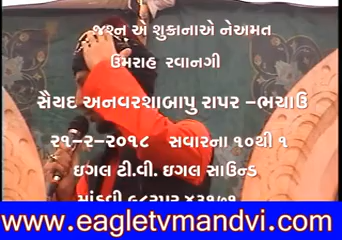 જશ્ન એ શુક્રાનાએ નેઅમત
ઉમરાહ રવાનગી
સૈયદ અનવરશાબાપુ રાપર -ભચાઉ
૨૧-૨-૨૦૧૮ સવારના ૧૦થી ૧
ઇગલ ટી.વી. ઇગલ સાઉન્ડ
માંડવી
www.eagletvmandvi.com